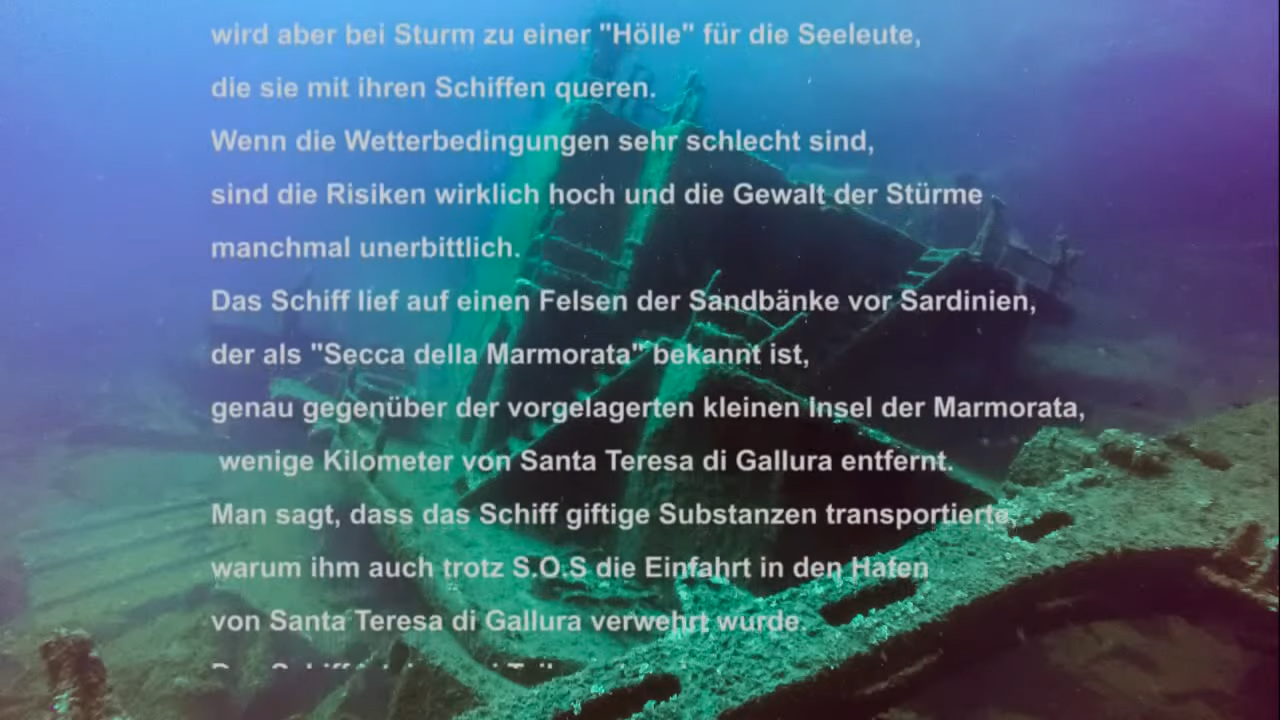 wird aber bei Sturm zu einer "Hölle" für die Seeleute,
die sie mit ihren Schiffen queren.
Wenn die Wetterbedingungen sehr schlecht sind,
sind die Risiken wirklich hoch und die Gewalt der Stürme
manchmal unerbittlich.
Das Schiff lief auf einen Felsen der Sandbänke vor Sardinien,
der als "Secca della Marmorata" bekannt ist,
genau gegenüber der vorgelagerten kleinen Insel der Marmorata,
wenige Kilometer von Santa Teresa di Gallura entfernt.
Man sagt, dass das Schiff giftige Substanzen transportierte,
warum ihm auch trotz S.O.S die Einfahrt in den Hafen
von Santa Teresa di Gallura verwehrt wurde.